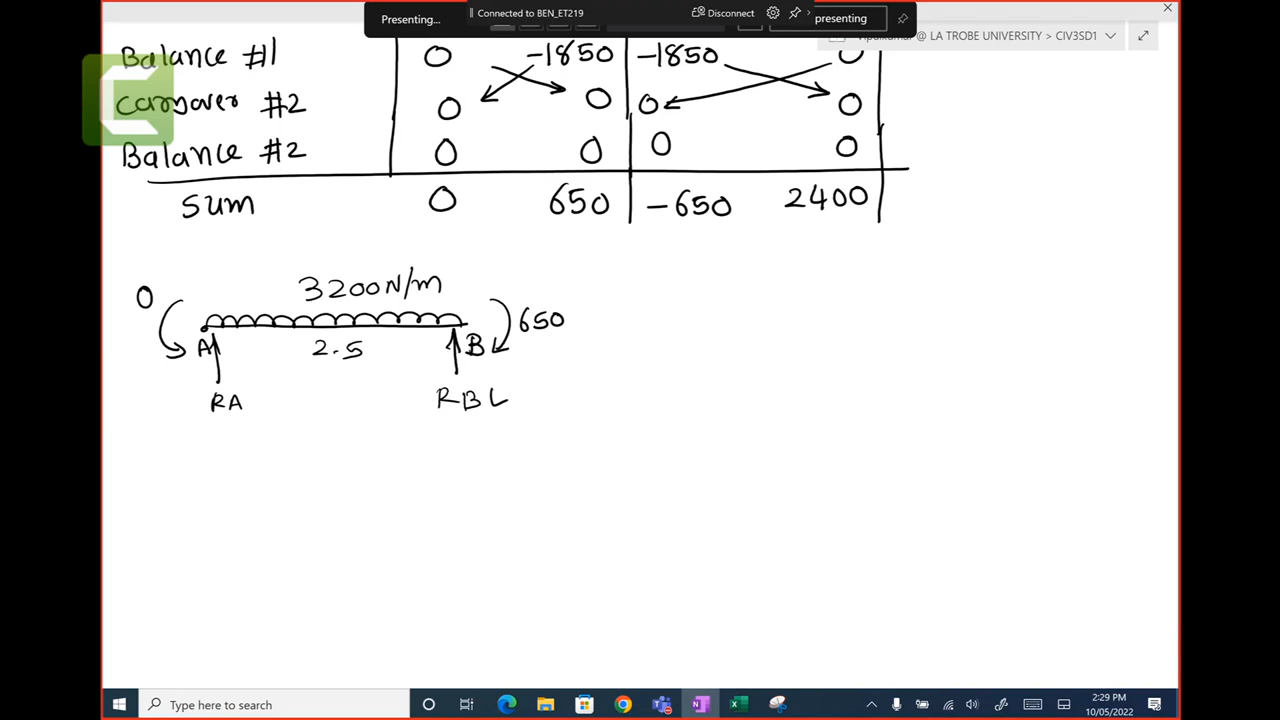 Presenting...
Connected to BEN_ET219
Disconnect
presenting
@ LA TROBE UNIVERSITY > CIV3SD1
Balance #1 0 -1850 -1850 0
Carryover #2 0 0 0 0
Balance #2 0 0 0 0
Sum 0 650 -650 2400
3200N/m
0
650
A 2.5 B
RA RBL
Type here to search
2:29 PM
10/05/2022